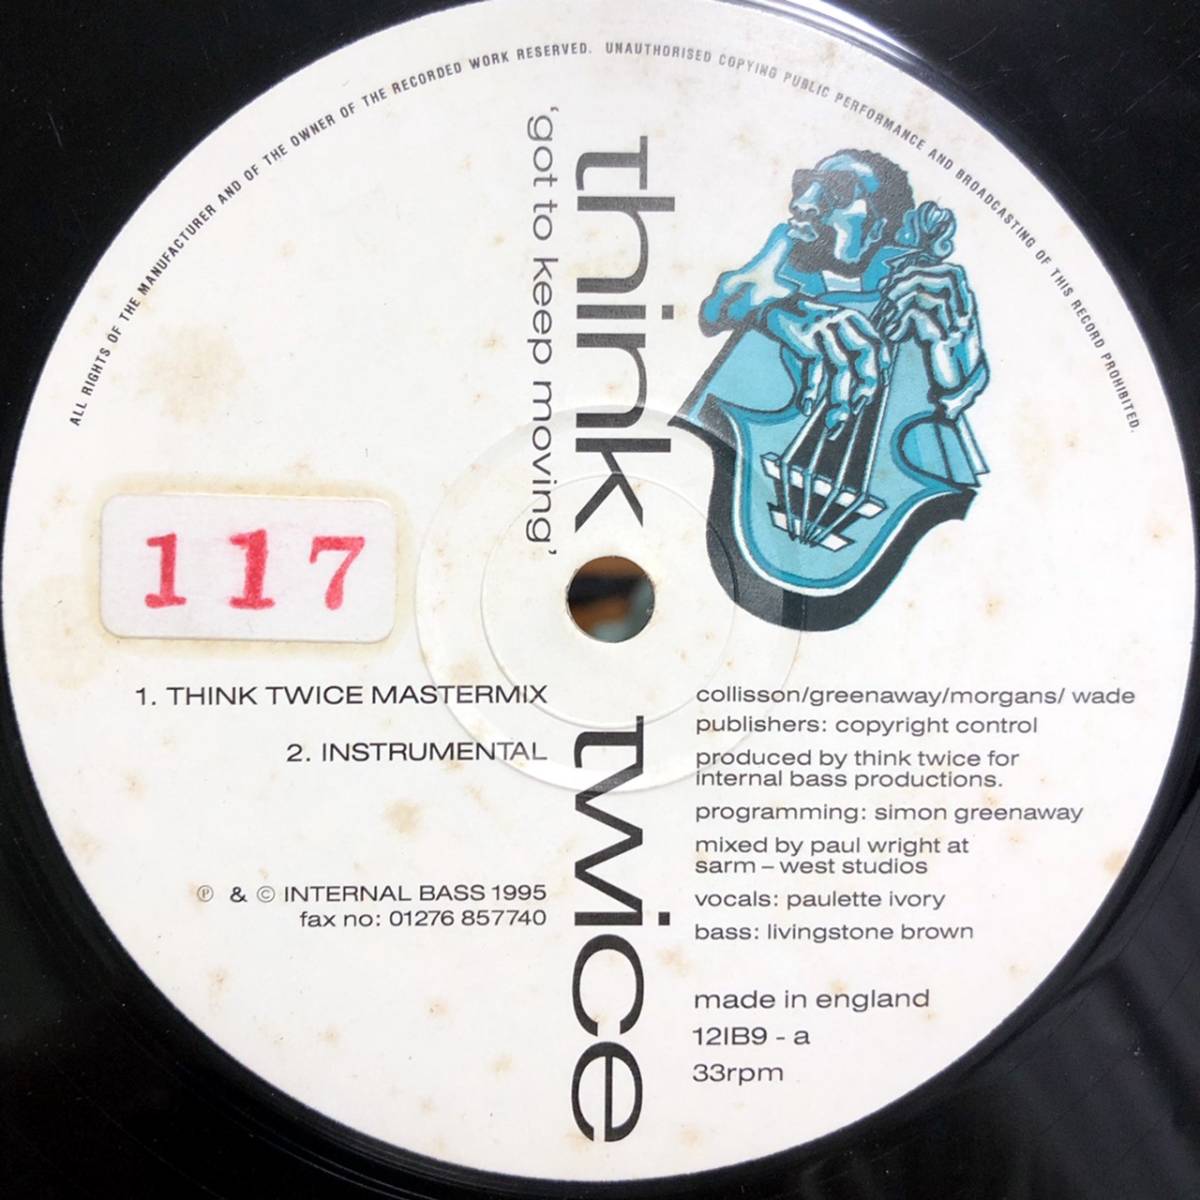 ALL RIGHTS OF THE MANUFACTURER AND OF THE OWNER OF THE RECORDED WORK RESERVED. UNAUTHORISED COPYING PUBLIC PERFORMANCE AND BROADCASTING OF THIS RECORD PROHIBITED.
think twice
'got to keep moving'
117
1. THINK TWICE MASTERMIX
2. INSTRUMENTAL
℗ & © INTERNAL BASS 1995
fax no: 01276 857740
collisson/greenaway/morgans/ wade
publishers: copyright control
produced by think twice for
internal bass productions.
programming: simon greenaway
mixed by paul wright at
sarm – west studios
vocals: paulette ivory
bass: livingstone brown
made in england
12IB9 - a
33rpm